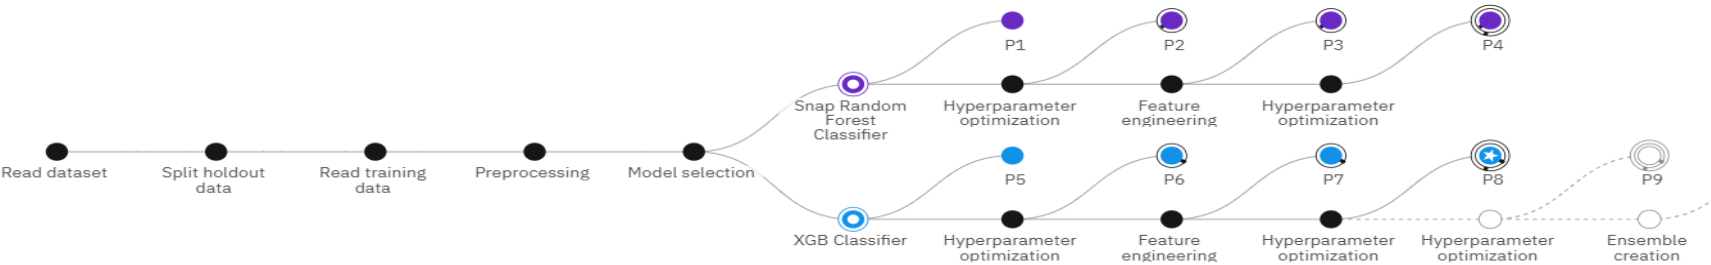 P1
P2
P3
P4
Snap Random
Forest
Classifier
Hyperparameter
optimization
Feature
engineering
Hyperparameter
optimization
Read dataset
Split holdout
data
Read training
data
Preprocessing
Model selection
P5
P6
P7
P8
P9
XGB Classifier
Hyperparameter
optimization
Feature
engineering
Hyperparameter
optimization
Hyperparameter
optimization
Ensemble
creation